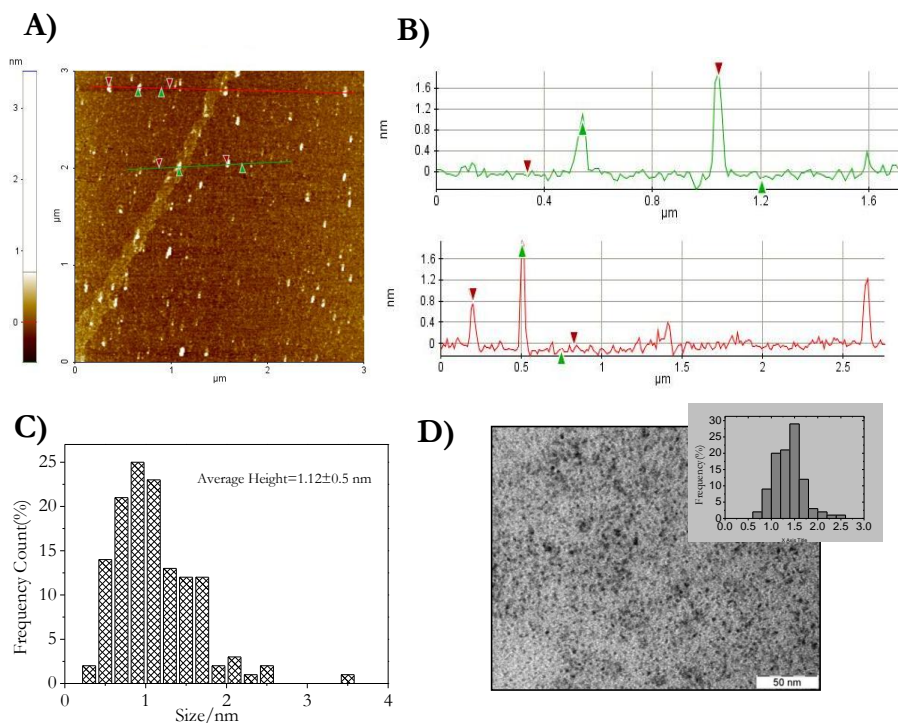 A)
nm
3
2
1
0
3
2
1
0
µm
0
1
2
3
µm
B)
1.6
1.2
0.8
0.4
0
nm
0
0.4
0.8
1.2
1.6
µm
1.6
1.2
0.8
0.4
0
nm
0
0.5
1
1.5
2
2.5
µm
C)
25
20
15
10
5
0
Frequency Count(%)
Average Height=1.12±0.5 nm
0
1
2
3
4
Size/nm
D)
30
25
20
15
10
5
0
Frequency(%)
0.0 0.5 1.0 1.5 2.0 2.5 3.0
X Axis Title
50 nm